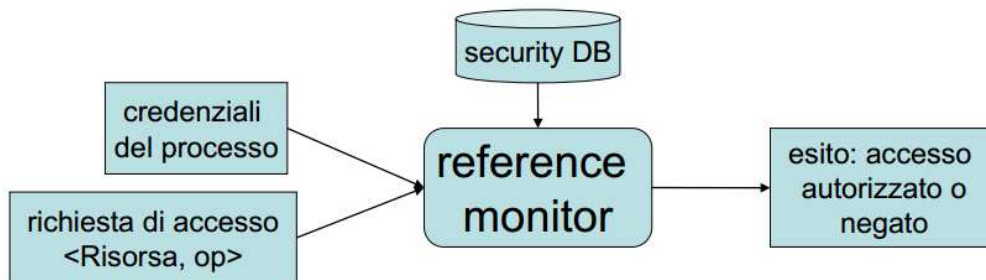 security DB
credenziali
del processo
richiesta di accesso
<Risorsa, op>
reference
monitor
esito: accesso
autorizzato o
negato